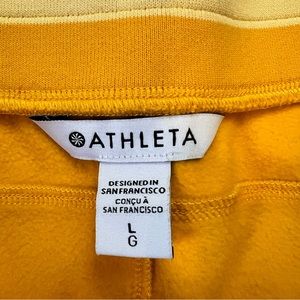 ATHLETA
DESIGNED IN
SAN FRANCISCO
CONÇU À
SAN FRANCISCO
L
G